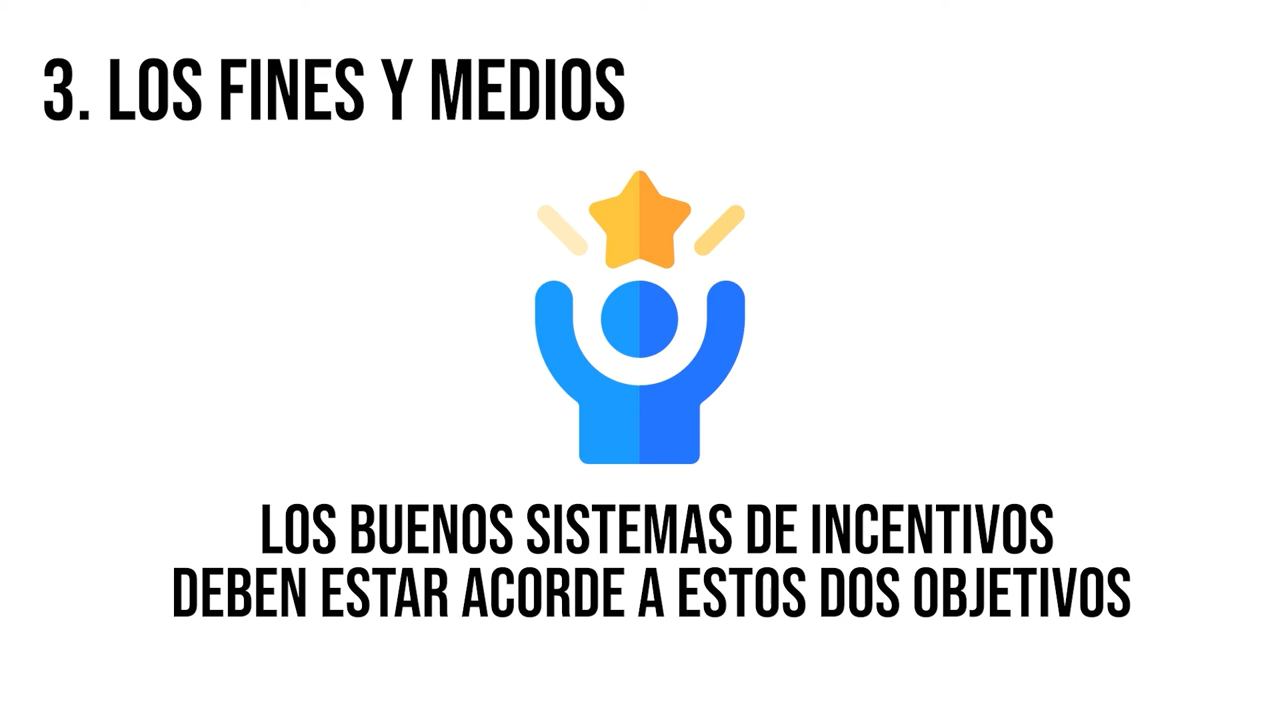 3. LOS FINES Y MEDIOS
LOS BUENOS SISTEMAS DE INCENTIVOS
DEBEN ESTAR ACORDE A ESTOS DOS OBJETIVOS